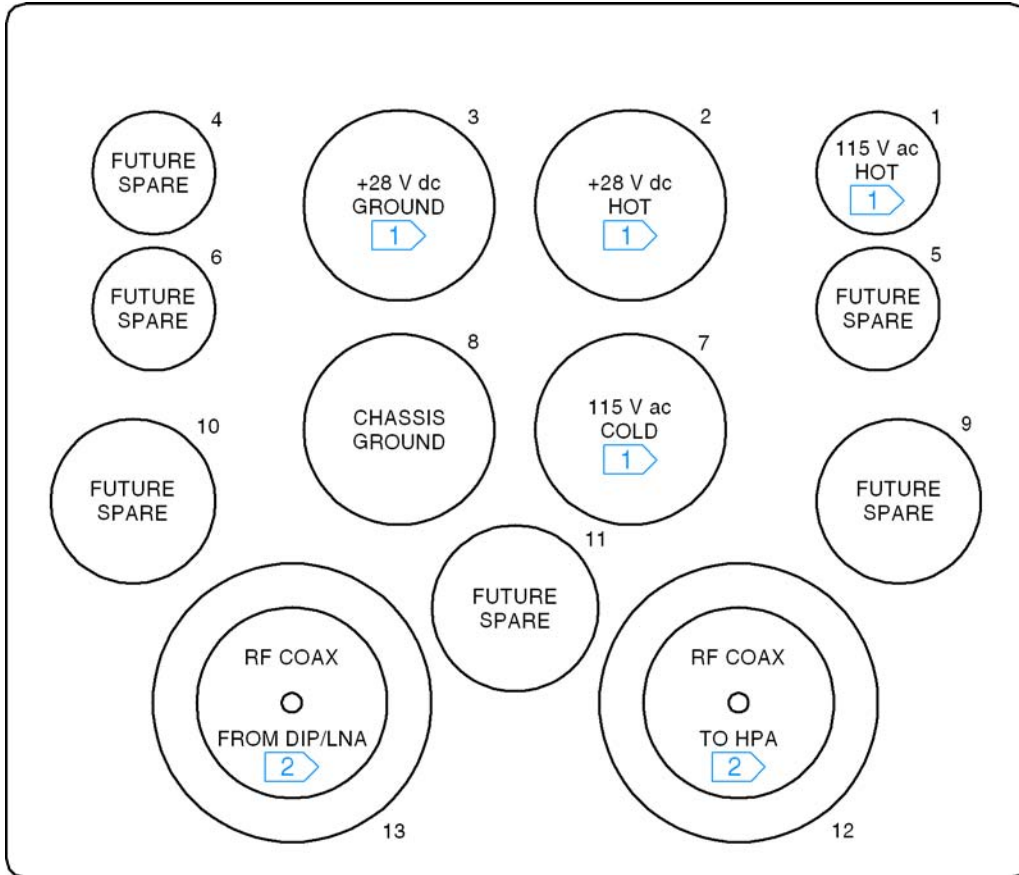 4
FUTURE
SPARE
3
+28 V dc
GROUND
1
2
+28 V dc
HOT
1
1
115 V ac
HOT
1
6
FUTURE
SPARE
5
FUTURE
SPARE
8
CHASSIS
GROUND
7
115 V ac
COLD
1
10
FUTURE
SPARE
9
FUTURE
SPARE
11
FUTURE
SPARE
RF COAX
FROM DIP/LNA
2
13
RF COAX
TO HPA
2
12